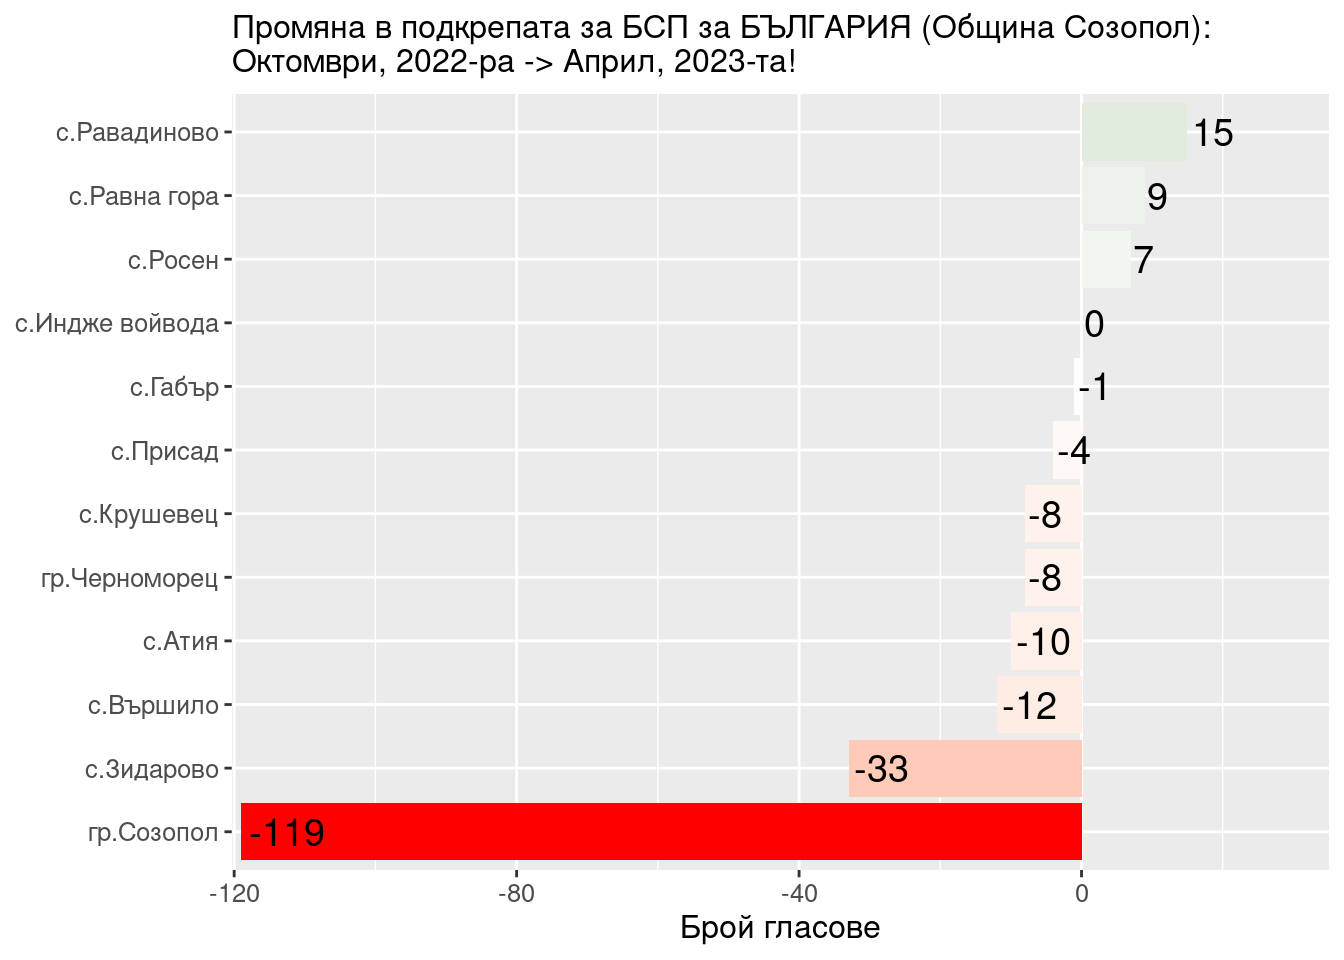 Промяна в подкрепата за БСП за БЪЛГАРИЯ (Община Созопол):
Октомври, 2022-ра -> Април, 2023-та!
с.Равадиново 15
с.Равна гора 9
с.Росен 7
с.Индже войвода 0
с.Габър -1
с.Присад -4
с.Крушевец -8
гр.Черноморец -8
с.Атия -10
с.Вършило -12
с.Зидарово -33
гр.Созопол -119
-120 -80 -40 0
Брой гласове